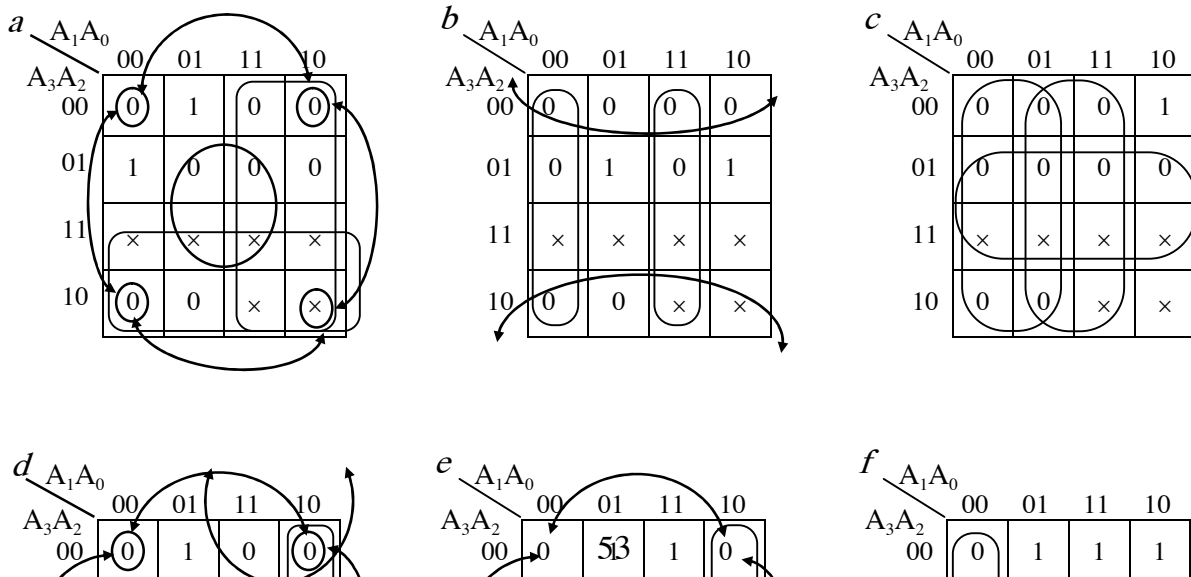 a A₁A₀ b A₁A₀ c A₁A₀
00 01 11 10 00 01 11 10 00 01 11 10
A₃A₂ A₃A₂ A₃A₂
00 0 1 0 0 00 0 0 0 0 00 0 0 0 1
01 1 0 0 0 01 0 1 0 1 01 0 0 0 0
11 × × × × 11 × × × × 11 × × × ×
10 0 0 × × 10 0 0 × × 10 0 0 × ×
d A₁A₀ e A₁A₀ f A₁A₀
00 01 11 10 00 01 11 10 00 01 11 10
A₃A₂ A₃A₂ A₃A₂
00 0 1 0 0 00 0 1 1 0 00 0 1 1 1
53